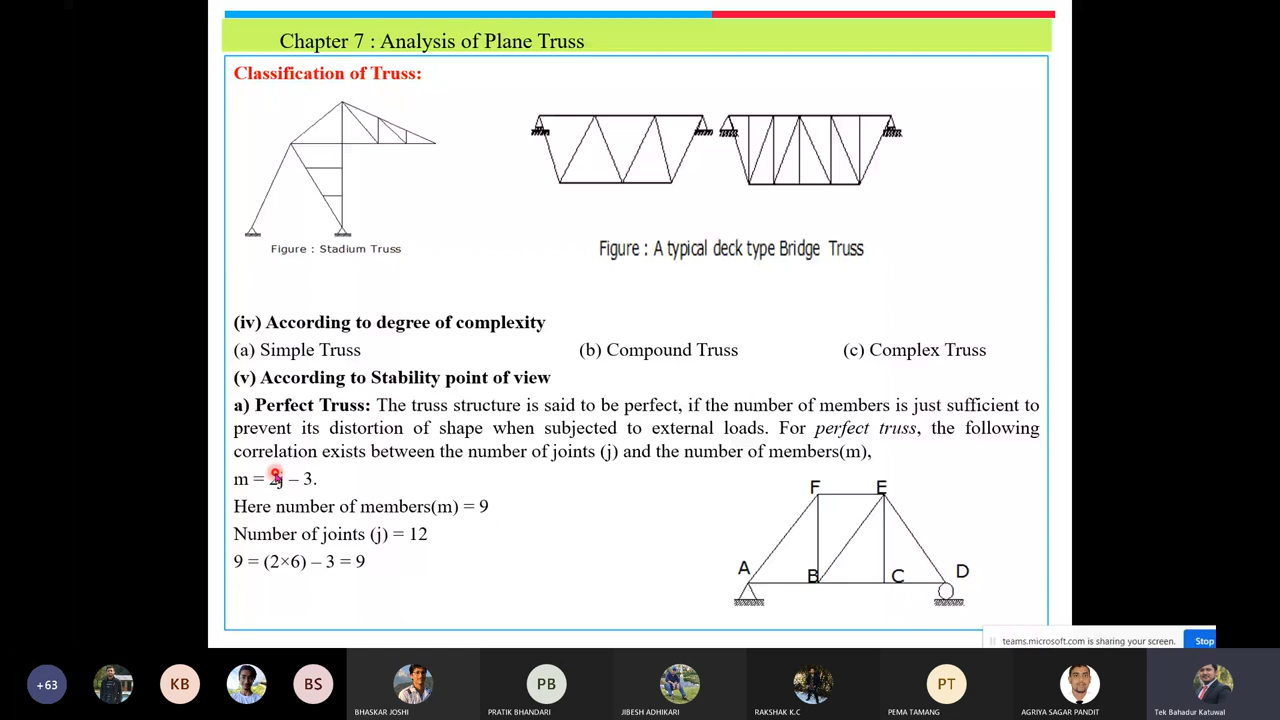 Chapter 7 : Analysis of Plane Truss
Classification of Truss:
Figure : Stadium Truss
Figure : A typical deck type Bridge Truss
(iv) According to degree of complexity
(a) Simple Truss (b) Compound Truss (c) Complex Truss
(v) According to Stability point of view
a) Perfect Truss: The truss structure is said to be perfect, if the number of members is just sufficient to
prevent its distortion of shape when subjected to external loads. For perfect truss, the following
correlation exists between the number of joints (j) and the number of members(m),
m = 2j – 3.
Here number of members(m) = 9
Number of joints (j) = 12
9 = (2×6) – 3 = 9
F E
A B C D
teams.microsoft.com is sharing your screen. Stop
+63 KB BS PB PT
BHASKAR JOSHI PRATIK BHANDARI JIBESH ADHIKARI RAKSHAK K.C PEMA TAMANG AGRIYA SAGAR PANDIT Tek Bahadur Katuwal